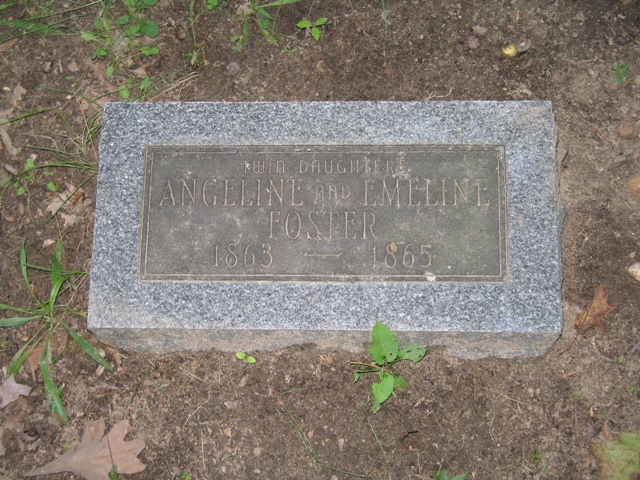 TWIN DAUGHTERS
ANGELINE AND EMELINE
FOSTER
1863 — 1865